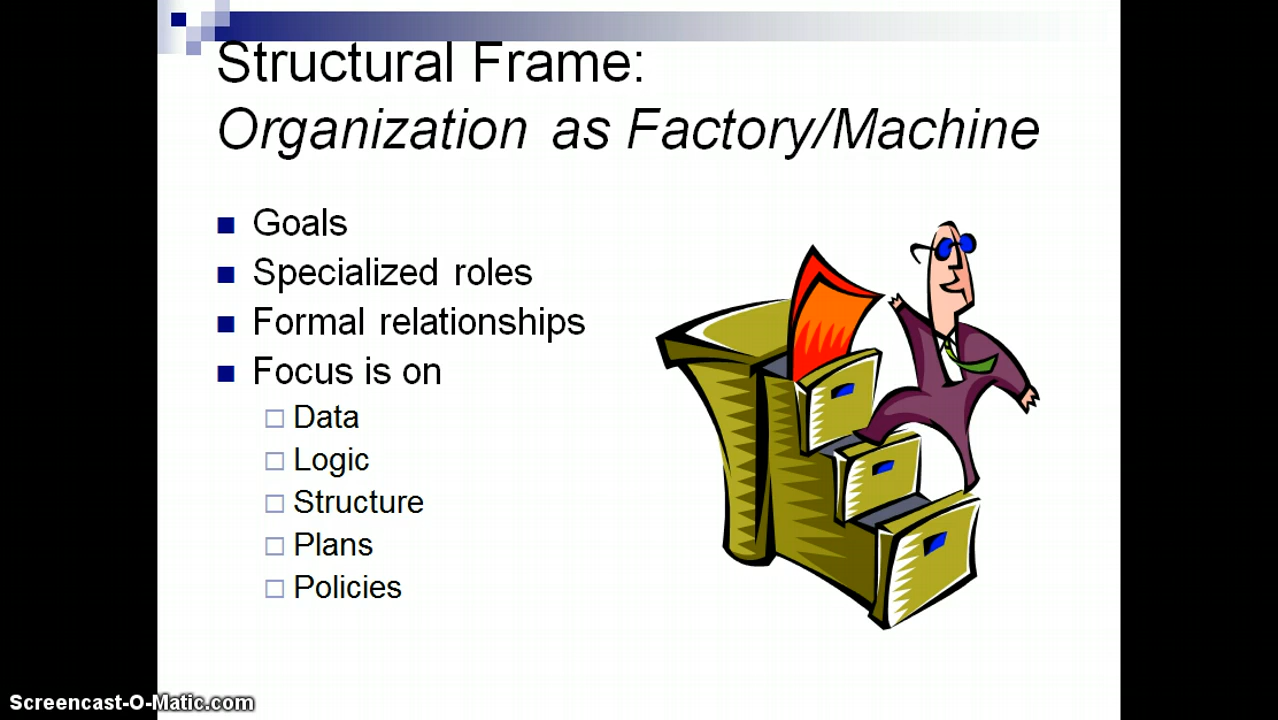 Structural Frame:
Organization as Factory/Machine
Goals
Specialized roles
Formal relationships
Focus is on
Data
Logic
Structure
Plans
Policies
Screencast-O-Matic.com